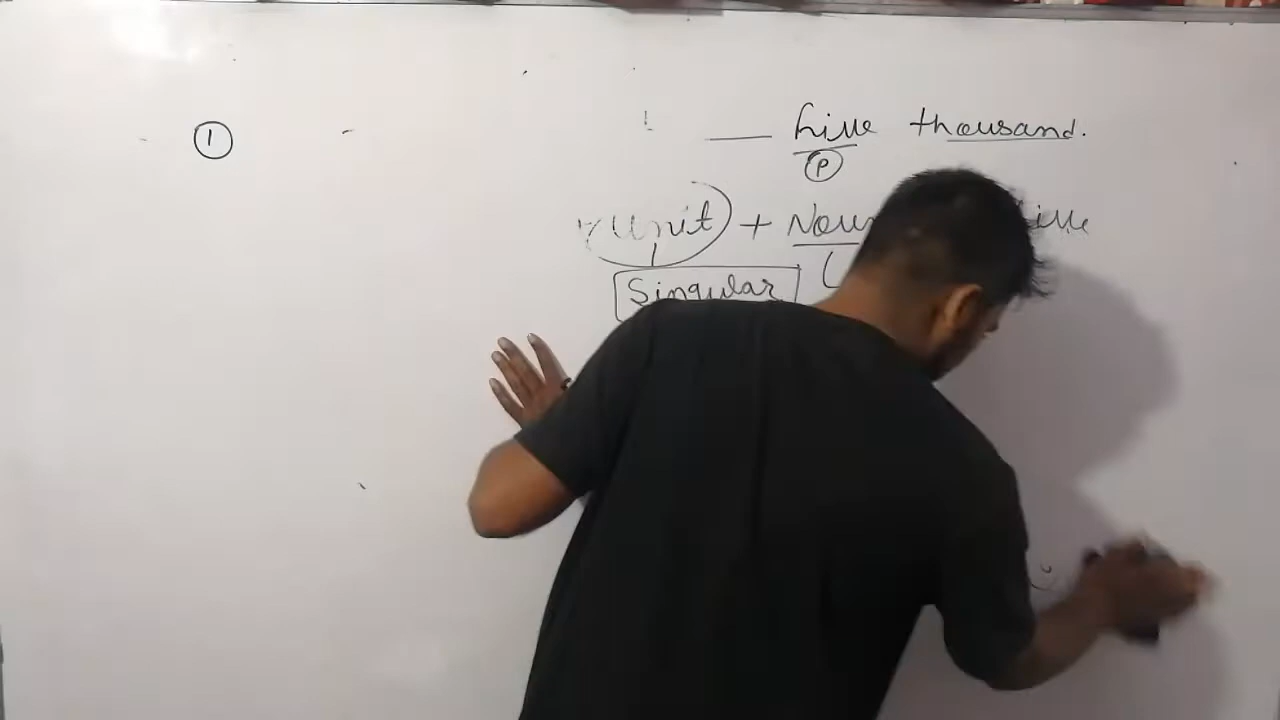 ① ___ five thousand.
Ⓟ
(Unit) + Noun
Singular